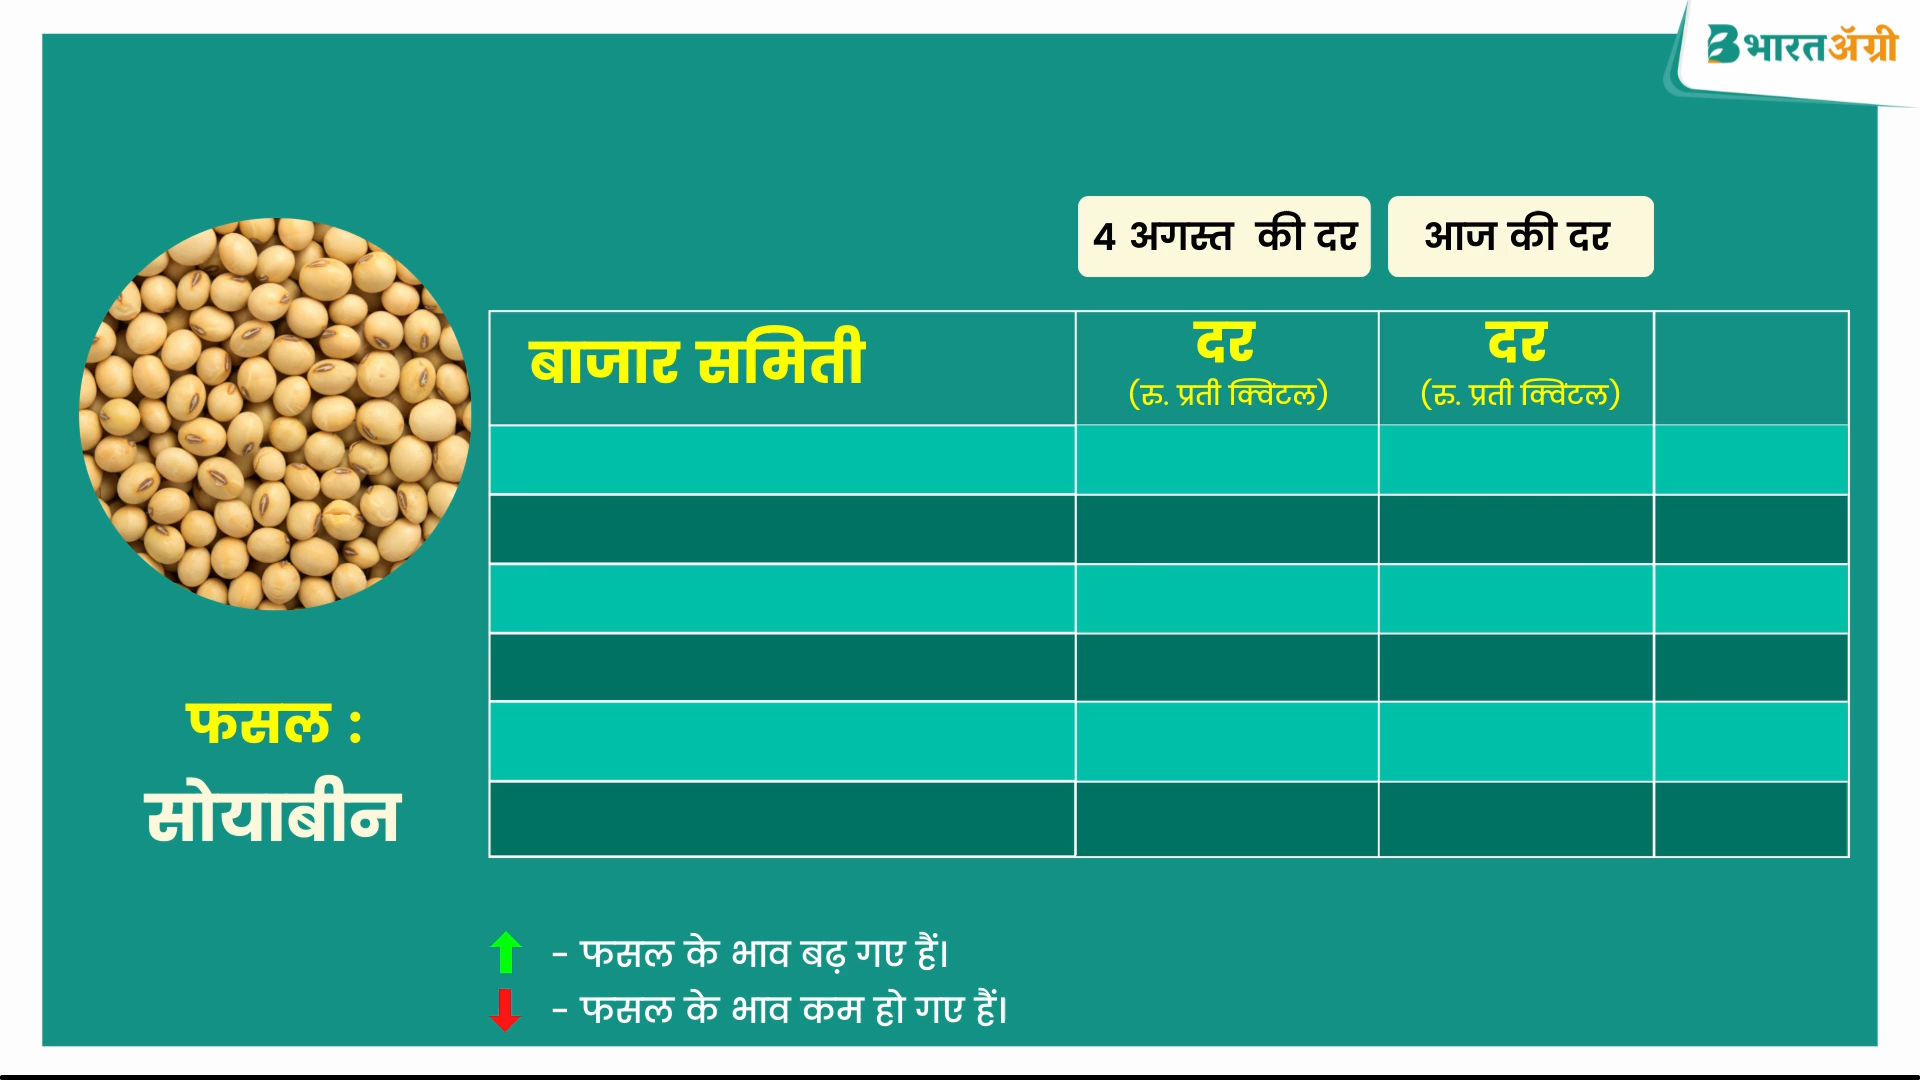 भारतॲग्री
4 अगस्त की दर
आज की दर
बाजार समिती
दर
(रु. प्रती क्विंटल)
दर
(रु. प्रती क्विंटल)
फसल :
सोयाबीन
- फसल के भाव बढ़ गए हैं।
- फसल के भाव कम हो गए हैं।